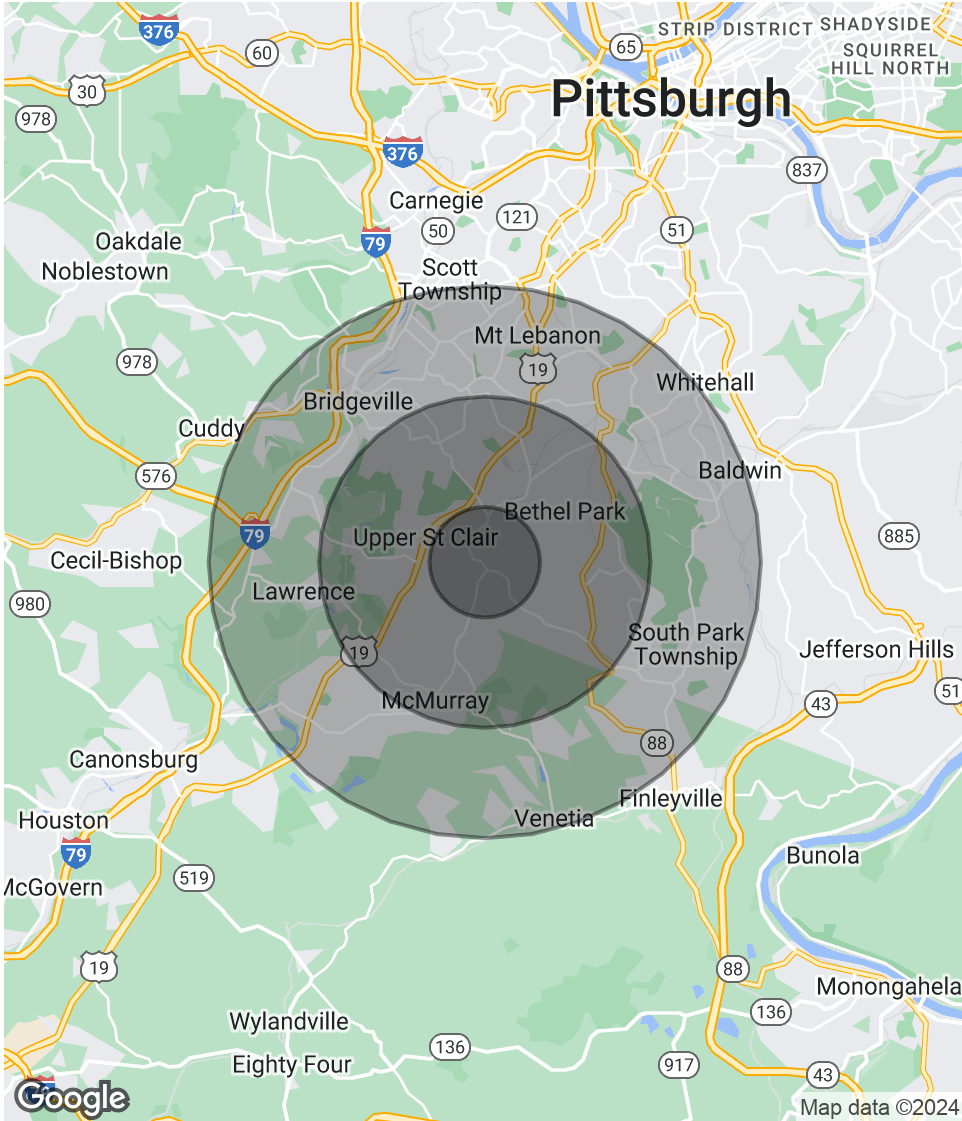 376
60
65
STRIP DISTRICT
SHADYSIDE
SQUIRREL
HILL NORTH
30
978
Pittsburgh
376
837
Carnegie
50
121
51
79
Oakdale
Noblestown
Scott
Township
Mt Lebanon
978
19
Whitehall
Bridgeville
Cuddy
576
Baldwin
Bethel Park
79
Upper St Clair
885
Cecil-Bishop
980
Lawrence
19
South Park
Township
Jefferson Hills
McMurray
43
51
88
Canonsburg
Finleyville
Houston
Venetia
79
Bunola
McGovern
519
19
88
Monongahela
136
Wylandville
136
Eighty Four
917
43
Google
Map data ©2024